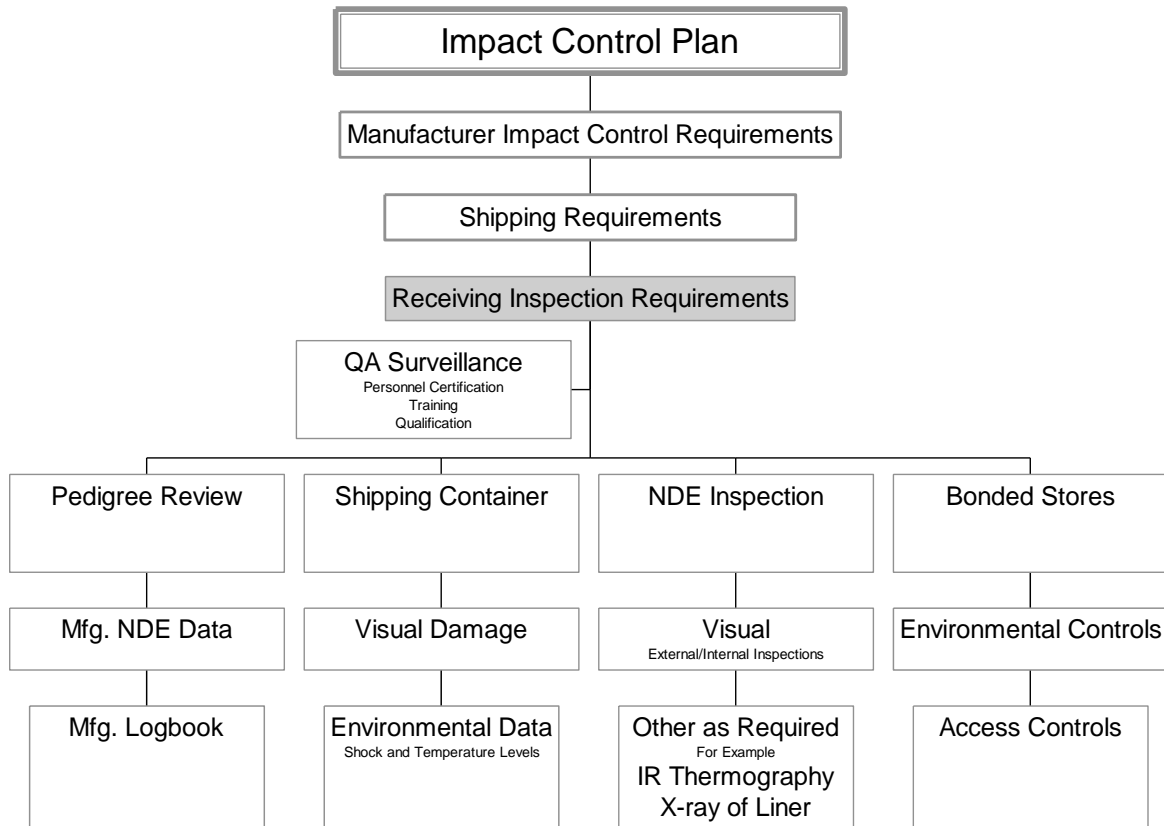 Impact Control Plan
Manufacturer Impact Control Requirements
Shipping Requirements
Receiving Inspection Requirements
QA Surveillance
Personnel Certification
Training
Qualification
Pedigree Review
Shipping Container
NDE Inspection
Bonded Stores
Mfg. NDE Data
Visual Damage
Visual
External/Internal Inspections
Environmental Controls
Mfg. Logbook
Environmental Data
Shock and Temperature Levels
Other as Required
For Example
IR Thermography
X-ray of Liner
Access Controls